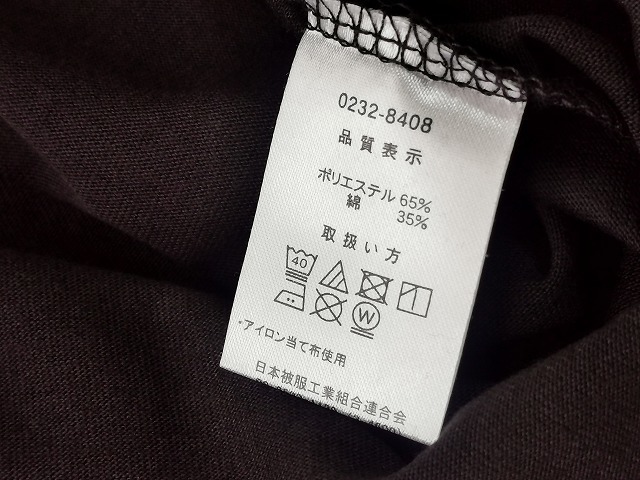 0232-8408
品質表示
ポリエステル 65%
綿 35%
取扱い方
40
W
*アイロン当て布使用
日本被服工業組合連合会